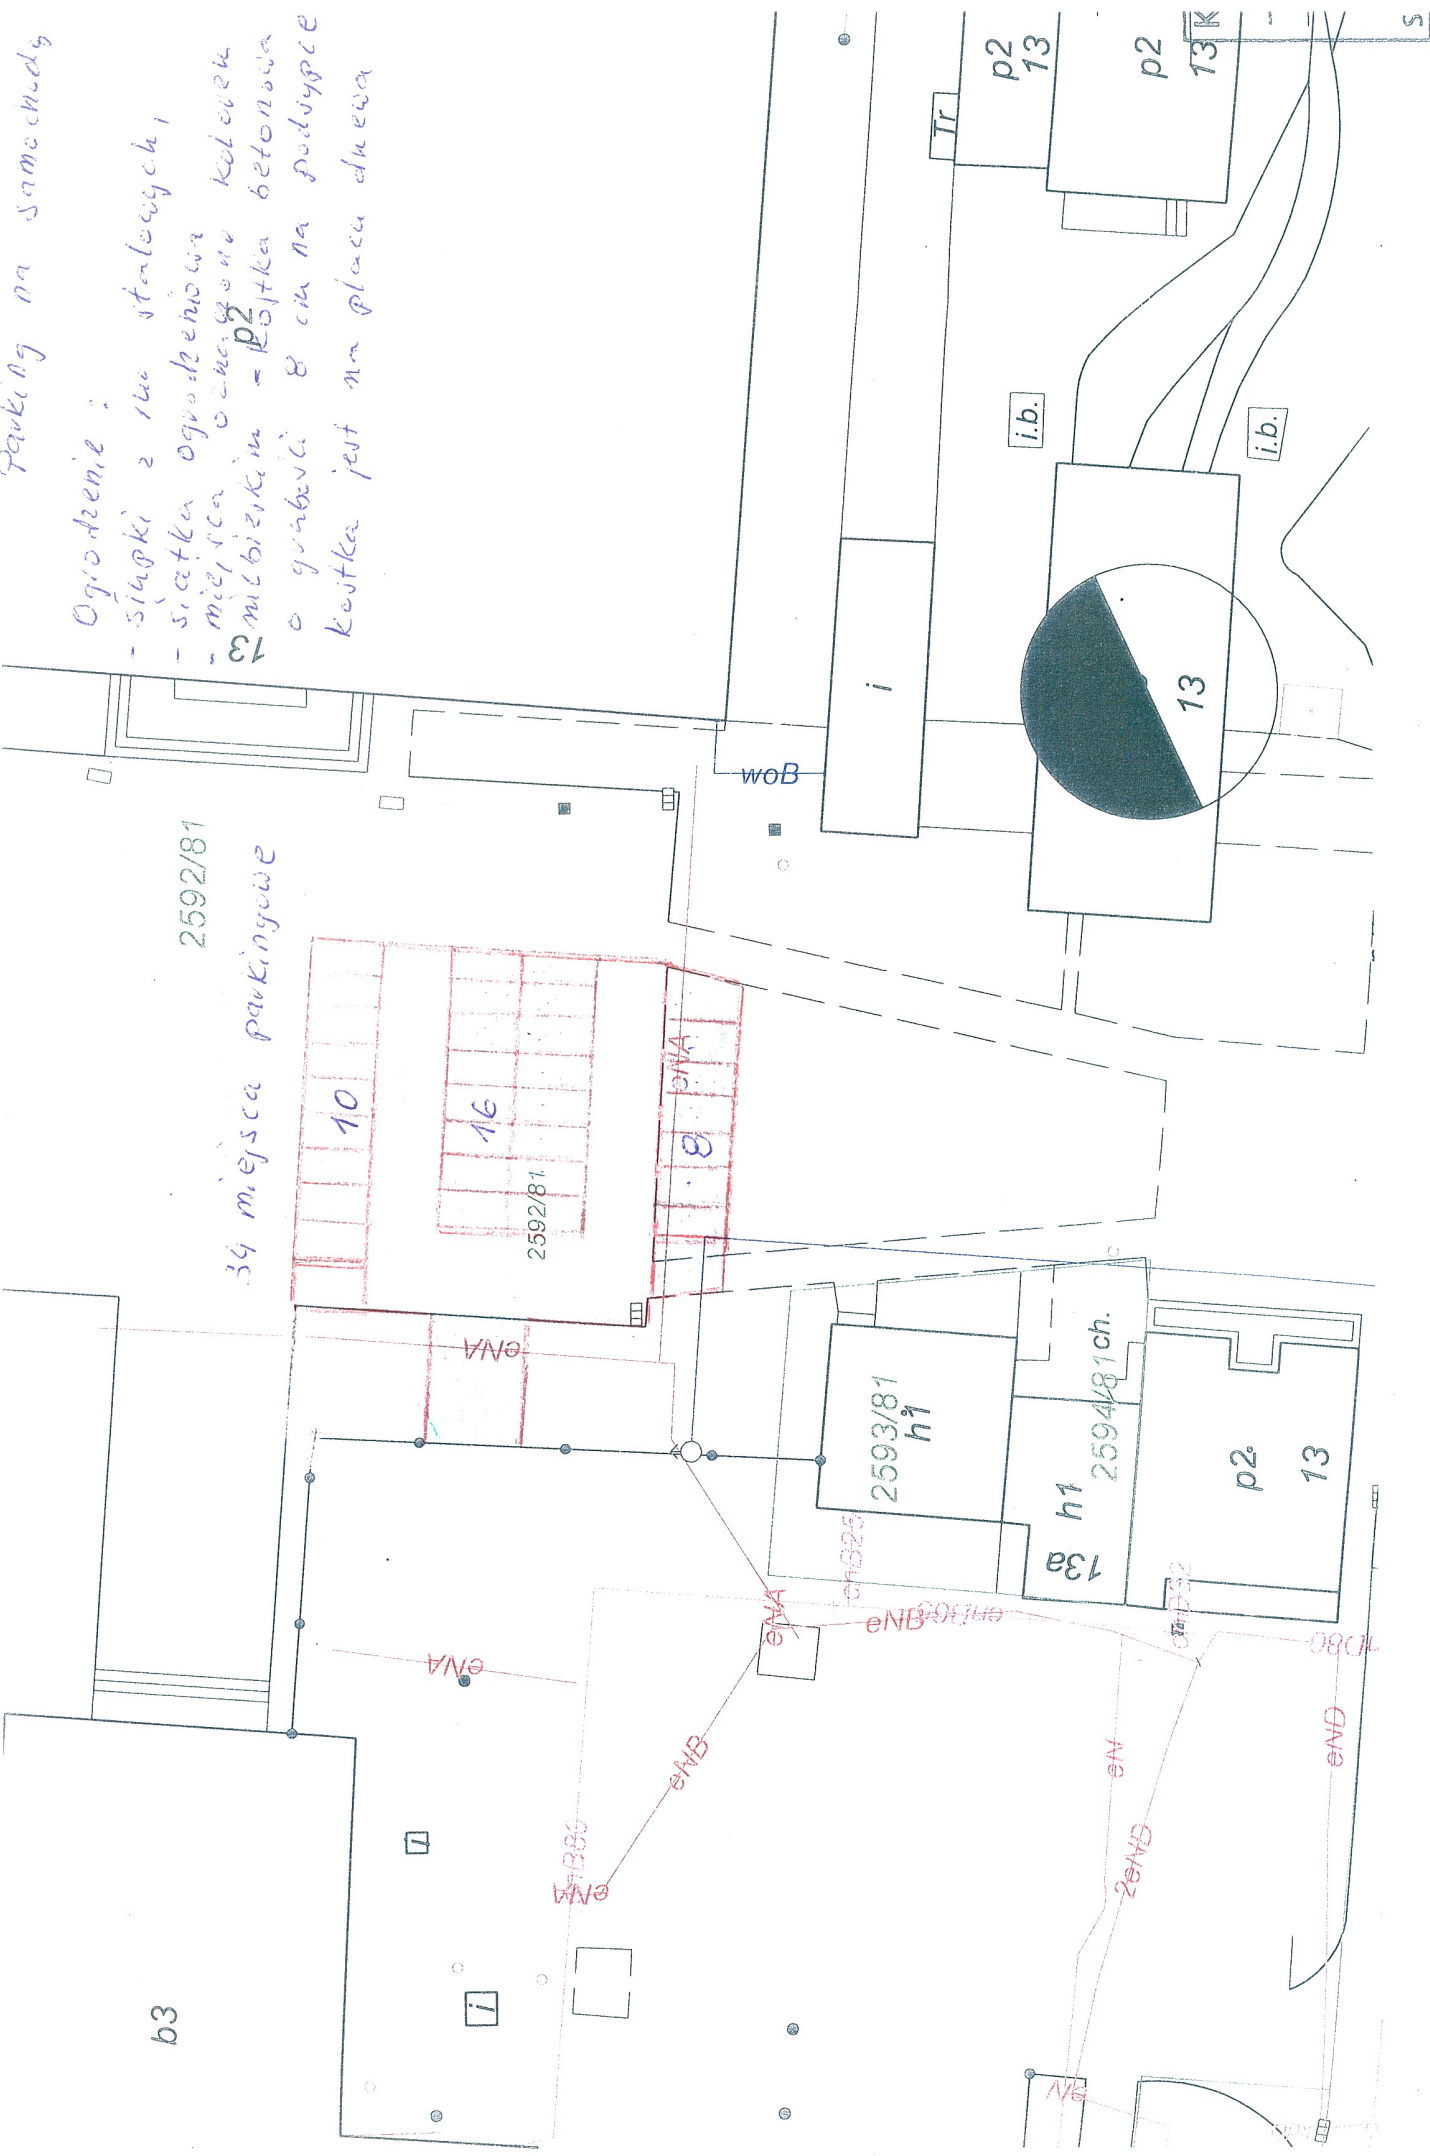 Parking na samochody
Ogrodzenie :
- słupki z rur stalowych,
- siatka ogrodzeniowa
- miejsca oznaczono kolorem
niebieskim - kostka betonowa
o grubości 8 cm na podsypce
kostka jest na placu drewna
p2
13
34 miejsca parkingowe
2592/81
10
16
8
2592/81
eNA
eNA
woB
i
Tr
p2
13
p2
13
K
s
i.b.
i.b.
13
2593/81
h1
2594/81
ch.
h1
13a
p2
13
eNA
eNB
eNB
eNA
eNA
eN
2eND
eND
eN
i
i
b3